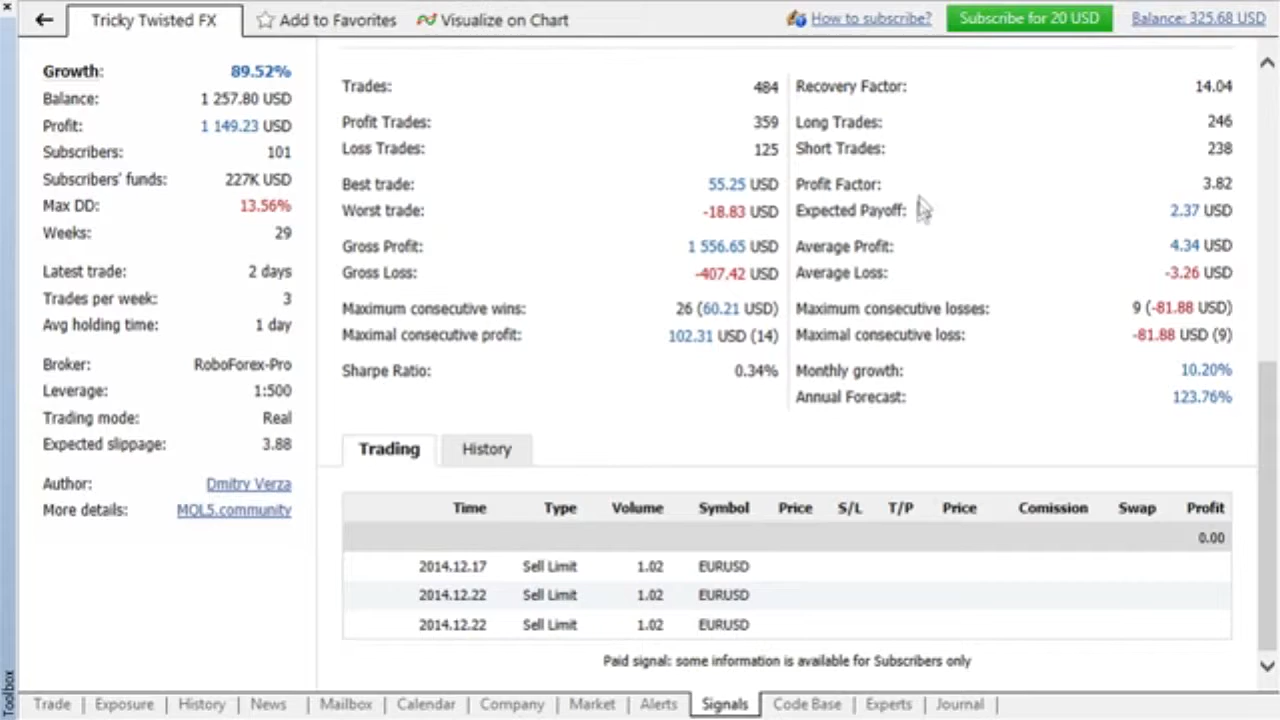 Tricky Twisted FX
Add to Favorites
Visualize on Chart
How to subscribe?
Subscribe for 20 USD
Balance: 325.68 USD
Growth: 89.52%
Balance: 1 257.80 USD
Profit: 1 149.23 USD
Subscribers: 101
Subscribers' funds: 227K USD
Max DD: 13.56%
Weeks: 29
Latest trade: 2 days
Trades per week: 3
Avg holding time: 1 day
Broker: RoboForex-Pro
Leverage: 1:500
Trading mode: Real
Expected slippage: 3.88
Author: Dmitry Verza
More details: MQL5.community
Trades: 484
Profit Trades: 359
Loss Trades: 125
Best trade: 55.25 USD
Worst trade: -18.83 USD
Gross Profit: 1 556.65 USD
Gross Loss: -407.42 USD
Maximum consecutive wins: 26 (60.21 USD)
Maximal consecutive profit: 102.31 USD (14)
Sharpe Ratio: 0.34%
Recovery Factor: 14.04
Long Trades: 246
Short Trades: 238
Profit Factor: 3.82
Expected Payoff: 2.37 USD
Average Profit: 4.34 USD
Average Loss: -3.26 USD
Maximum consecutive losses: 9 (-81.88 USD)
Maximal consecutive loss: -81.88 USD (9)
Monthly growth: 10.20%
Annual Forecast: 123.76%
Trading
History
Time Type Volume Symbol Price S/L T/P Price Comission Swap Profit
0.00
2014.12.17 Sell Limit 1.02 EURUSD
2014.12.22 Sell Limit 1.02 EURUSD
2014.12.22 Sell Limit 1.02 EURUSD
Paid signal: some information is available for Subscribers only
Toolbox
Trade | Exposure | History | News | Mailbox | Calendar | Company | Market | Alerts | Signals | Code Base | Experts | Journal |